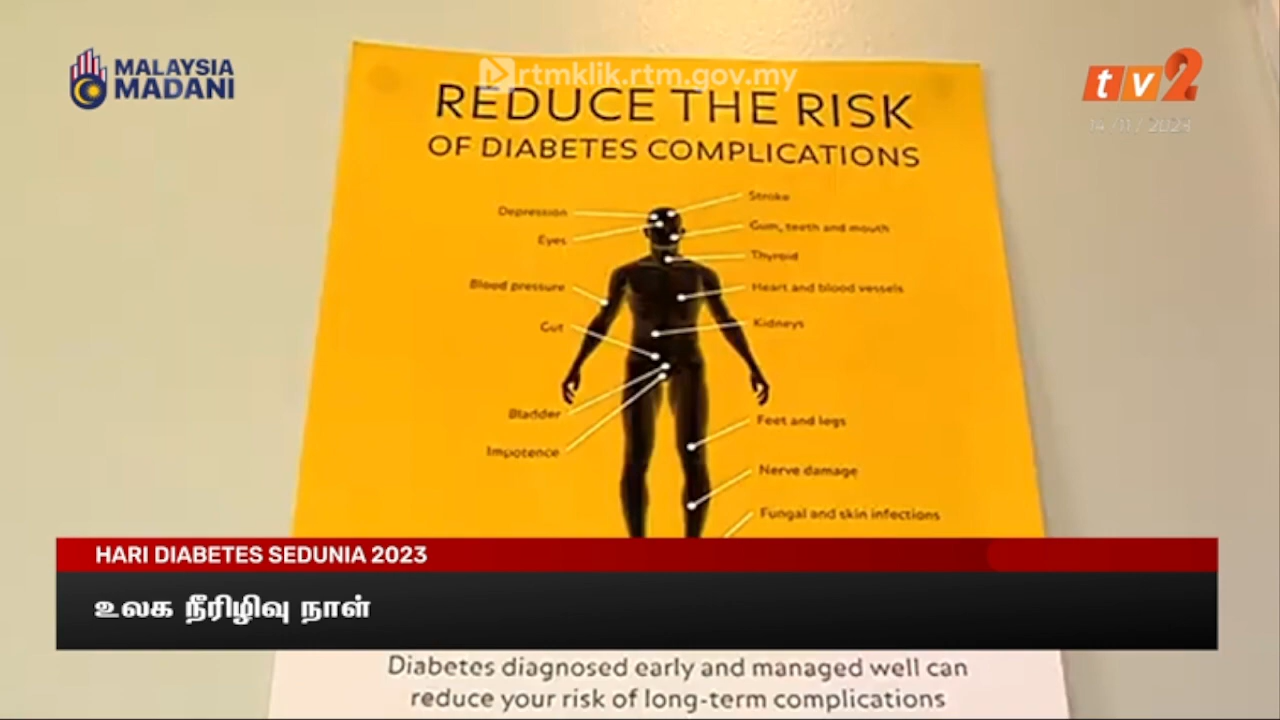 MALAYSIA
MADANI
rtmklik.rtm.gov.my
tv2
14/11/2023
REDUCE THE RISK
OF DIABETES COMPLICATIONS
Stroke
Depression
Gum, teeth and mouth
Eyes
Thyroid
Blood pressure
Heart and blood vessels
Gut
Kidneys
Bladder
Feet and legs
Impotence
Nerve damage
Fungal and skin infections
HARI DIABETES SEDUNIA 2023
உலக நீரிழிவு நாள்
Diabetes diagnosed early and managed well can
reduce your risk of long-term complications